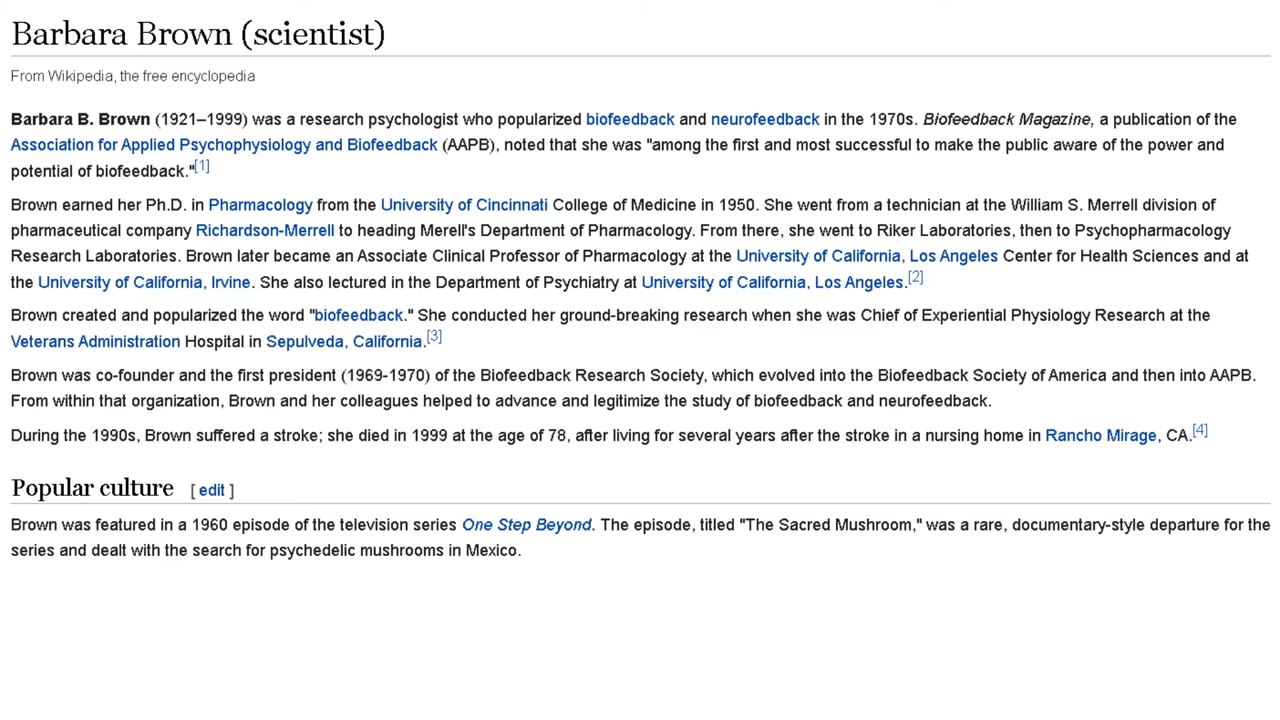 Barbara Brown (scientist)
From Wikipedia, the free encyclopedia
Barbara B. Brown (1921–1999) was a research psychologist who popularized biofeedback and neurofeedback in the 1970s. Biofeedback Magazine, a publication of the
Association for Applied Psychophysiology and Biofeedback (AAPB), noted that she was "among the first and most successful to make the public aware of the power and
potential of biofeedback."[1]
Brown earned her Ph.D. in Pharmacology from the University of Cincinnati College of Medicine in 1950. She went from a technician at the William S. Merrell division of
pharmaceutical company Richardson-Merrell to heading Merell's Department of Pharmacology. From there, she went to Riker Laboratories, then to Psychopharmacology
Research Laboratories. Brown later became an Associate Clinical Professor of Pharmacology at the University of California, Los Angeles Center for Health Sciences and at
the University of California, Irvine. She also lectured in the Department of Psychiatry at University of California, Los Angeles.[2]
Brown created and popularized the word "biofeedback." She conducted her ground-breaking research when she was Chief of Experiential Physiology Research at the
Veterans Administration Hospital in Sepulveda, California.[3]
Brown was co-founder and the first president (1969-1970) of the Biofeedback Research Society, which evolved into the Biofeedback Society of America and then into AAPB.
From within that organization, Brown and her colleagues helped to advance and legitimize the study of biofeedback and neurofeedback.
During the 1990s, Brown suffered a stroke; she died in 1999 at the age of 78, after living for several years after the stroke in a nursing home in Rancho Mirage, CA.[4]
Popular culture [ edit ]
Brown was featured in a 1960 episode of the television series One Step Beyond. The episode, titled "The Sacred Mushroom," was a rare, documentary-style departure for the
series and dealt with the search for psychedelic mushrooms in Mexico.